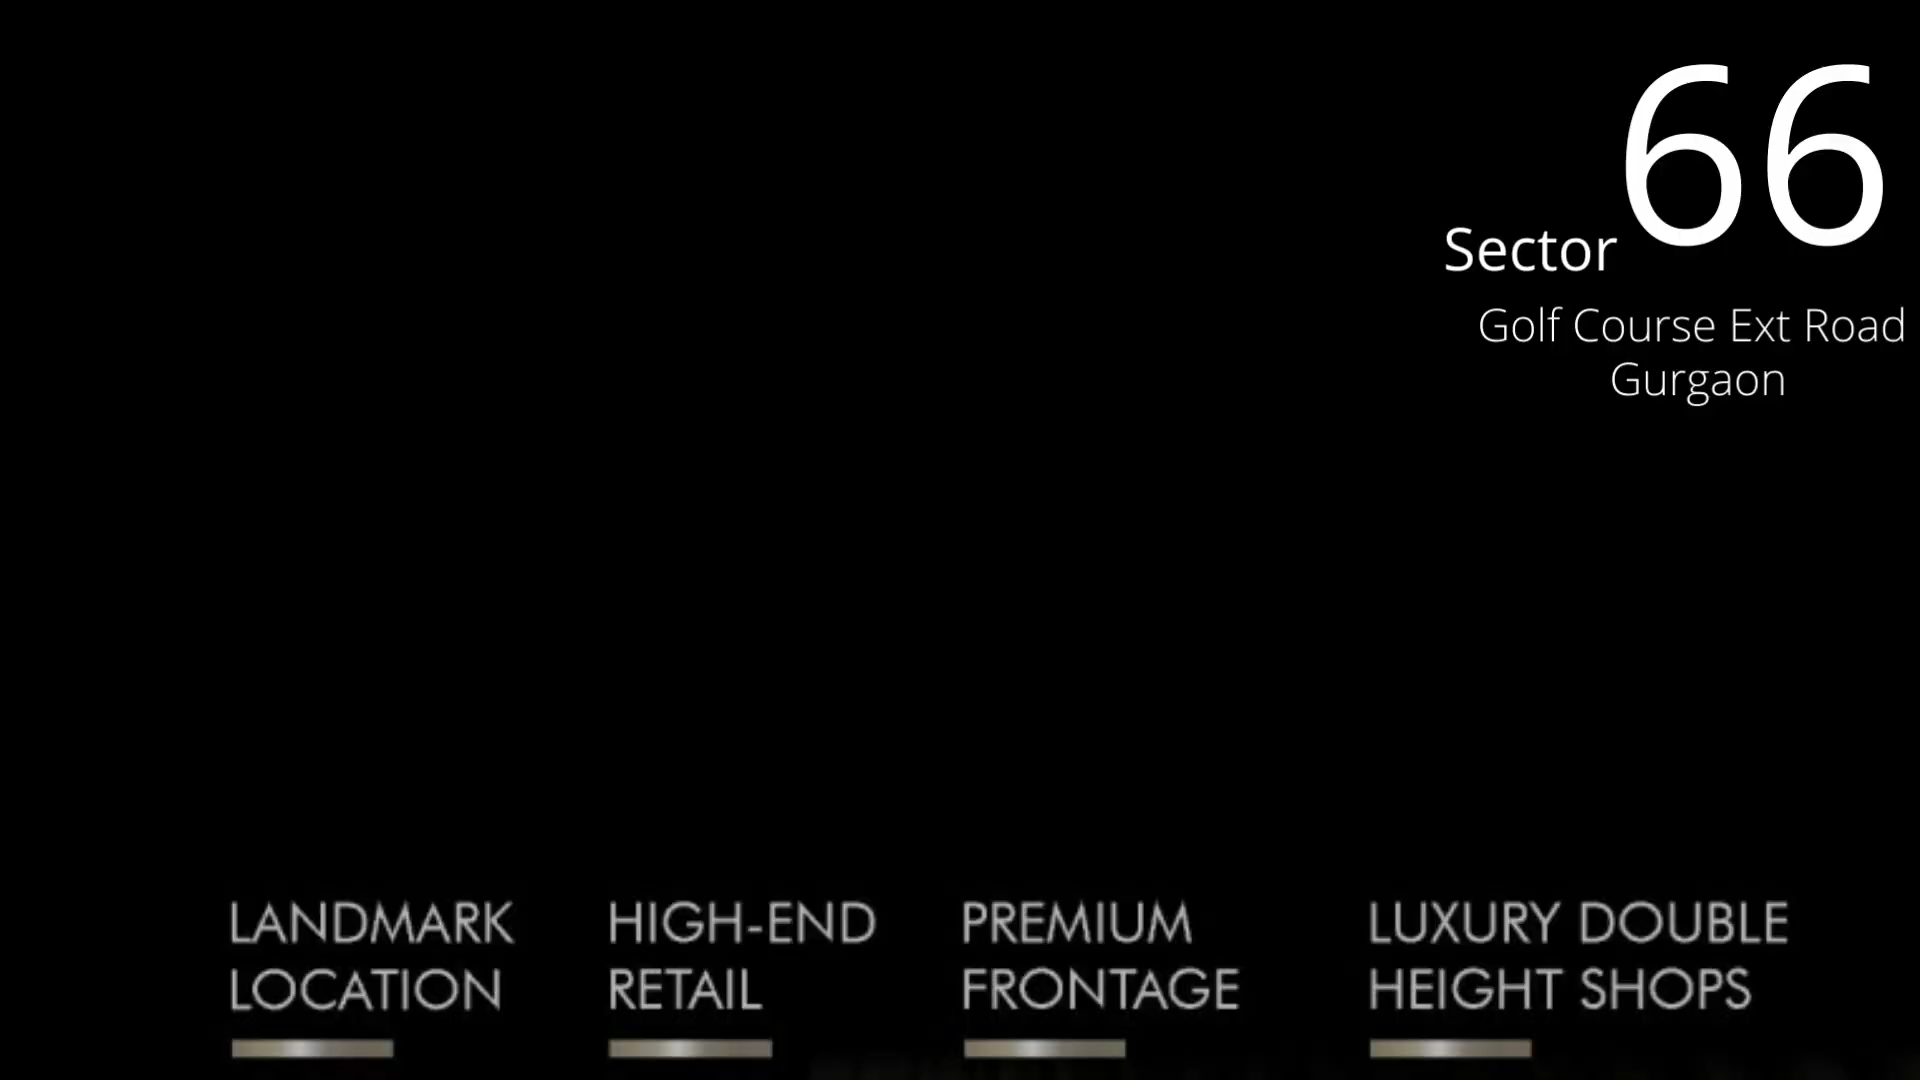 66
Sector
Golf Course Ext Road
Gurgaon
LANDMARK
LOCATION
HIGH-END
RETAIL
PREMIUM
FRONTAGE
LUXURY DOUBLE
HEIGHT SHOPS